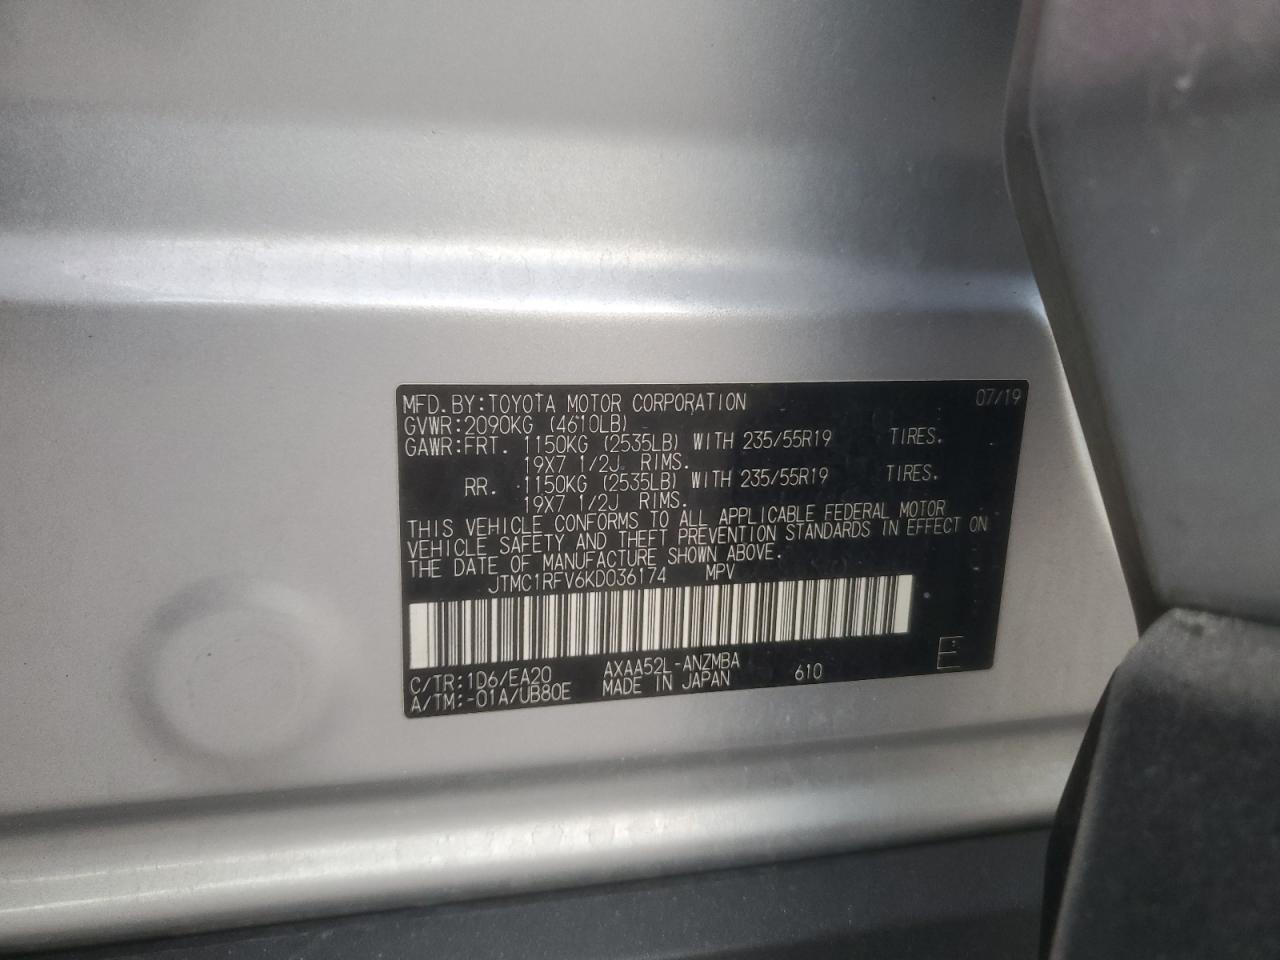 MFD.BY:TOYOTA MOTOR CORPORATION 07/19
GVWR:2090KG (4610LB)
GAWR:FRT. 1150KG (2535LB) WITH 235/55R19 TIRES.
19X7 1/2J RIMS.
RR. 1150KG (2535LB) WITH 235/55R19 TIRES.
19X7 1/2J RIMS.
THIS VEHICLE CONFORMS TO ALL APPLICABLE FEDERAL MOTOR
VEHICLE SAFETY AND THEFT PREVENTION STANDARDS IN EFFECT ON
THE DATE OF MANUFACTURE SHOWN ABOVE.
JTMC1RFV6KD036174 MPV
C/TR:1D6/EA20 AXAA52L-ANZMBA 610
A/TM:-01A/UB80E MADE IN JAPAN